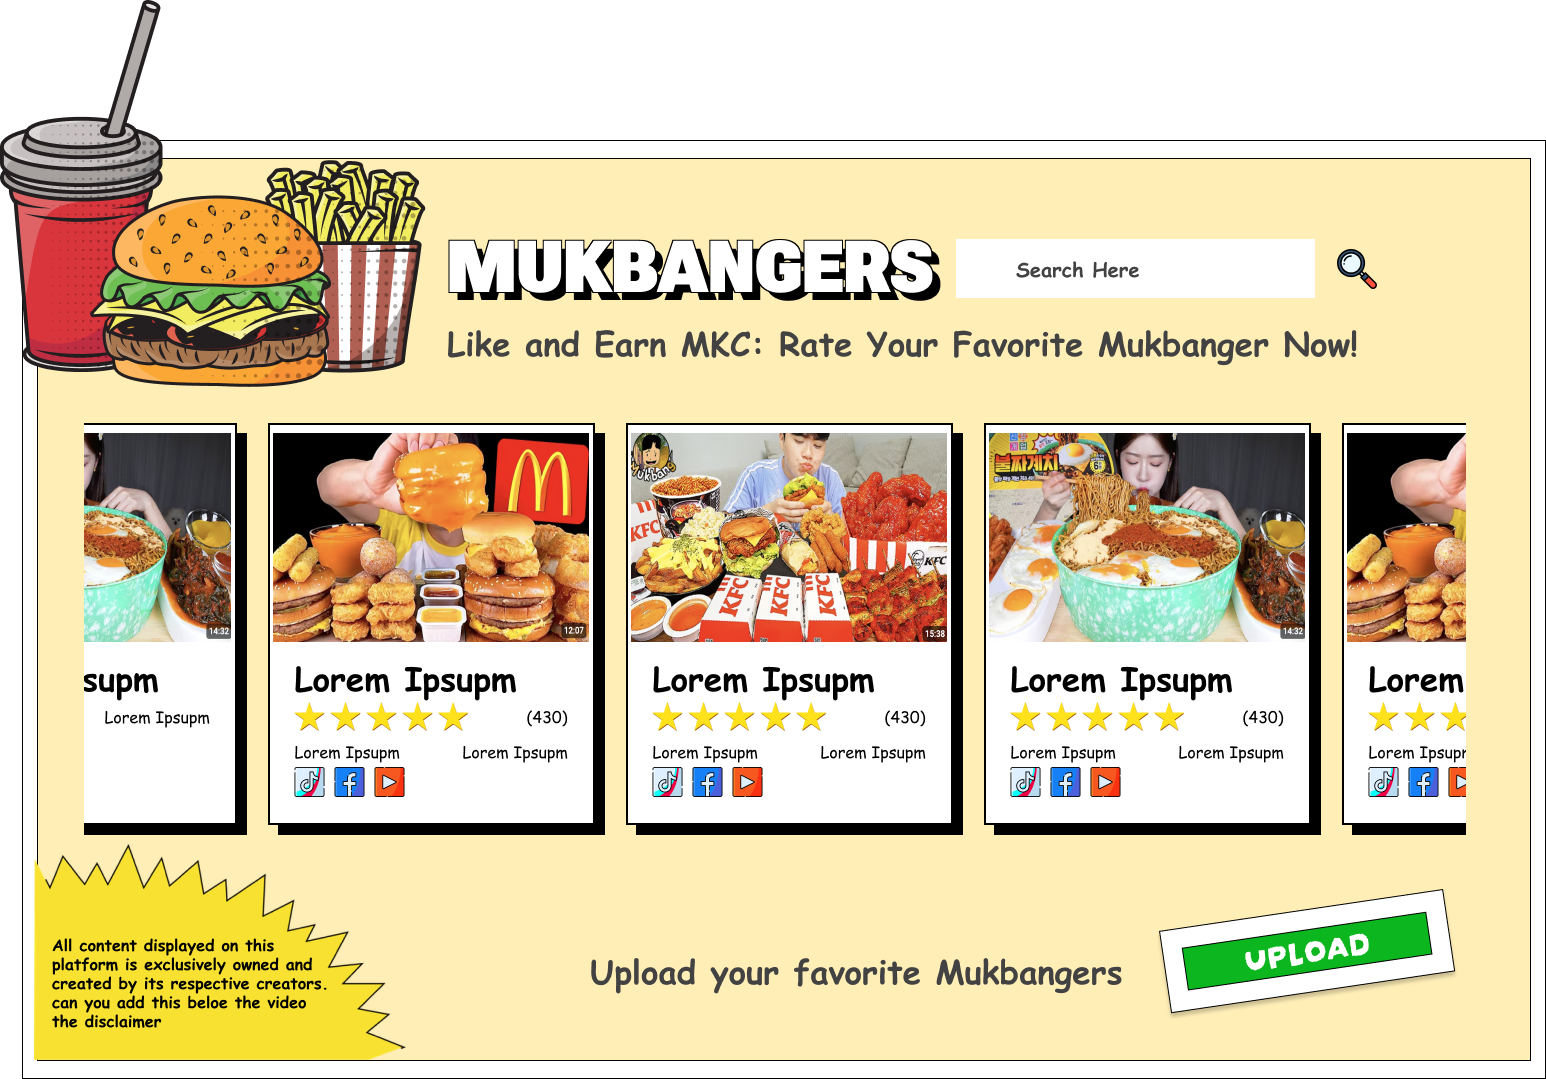 MUKBANGERS
Search Here
Like and Earn MKC: Rate Your Favorite Mukbanger Now!
14:32
supm
Lorem Ipsupm
12:07
Lorem Ipsupm
(430)
Lorem Ipsupm Lorem Ipsupm
Mukbang
KFC
KFC
KFC
KFC
KFC
15:38
Lorem Ipsupm
(430)
Lorem Ipsupm Lorem Ipsupm
불짜게치
14:32
Lorem Ipsupm
(430)
Lorem Ipsupm Lorem Ipsupm
Lorem
Lorem Ipsup
All content displayed on this
platform is exclusively owned and
created by its respective creators.
can you add this beloe the video
the disclaimer
Upload your favorite Mukbangers
UPLOAD